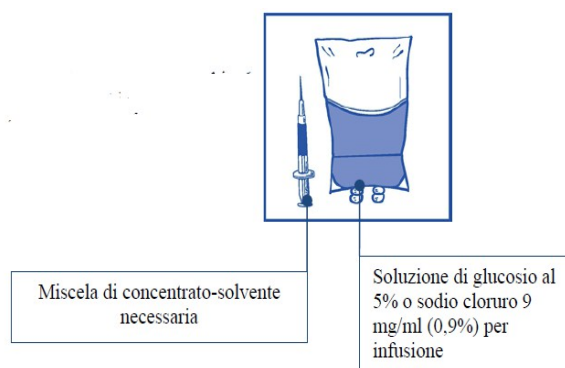 Miscela di concentrato-solvente
necessaria
Soluzione di glucosio al
5% o sodio cloruro 9
mg/ml (0,9%) per
infusione